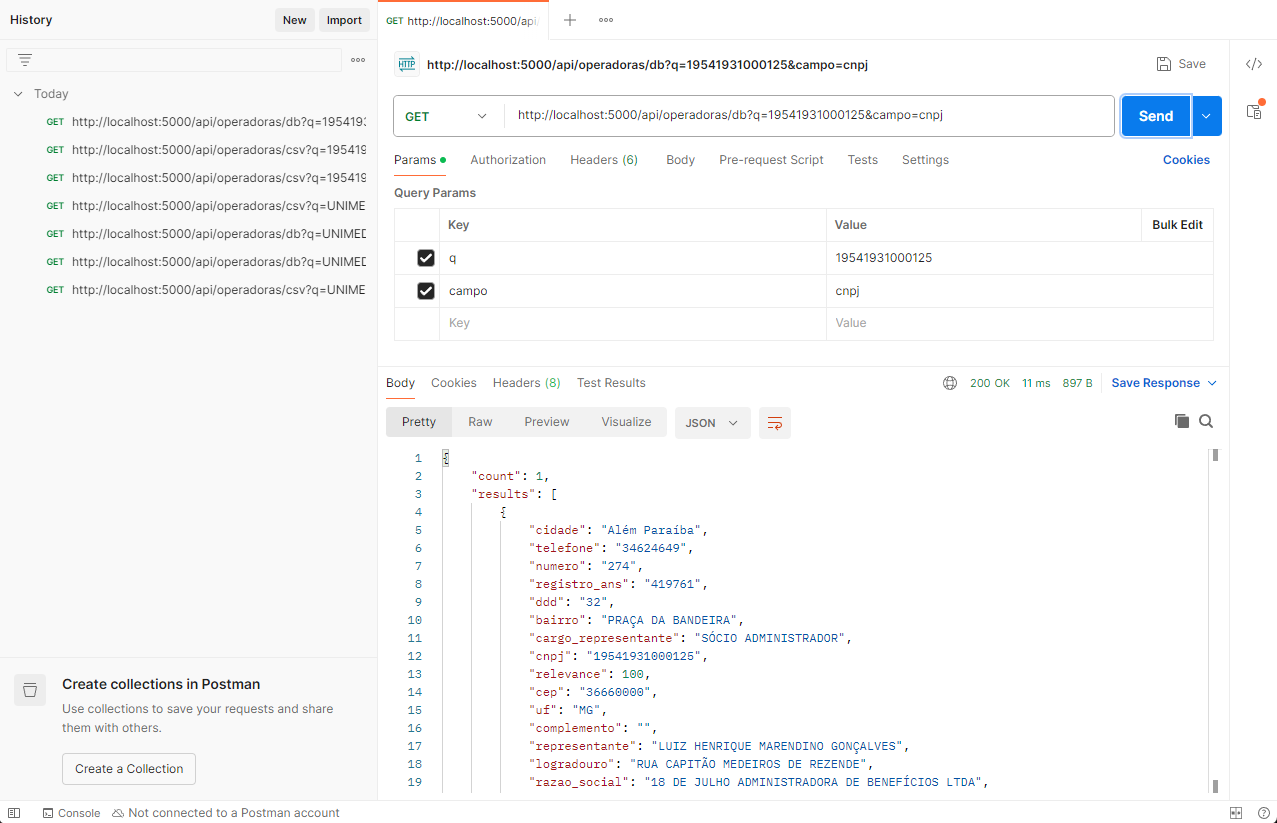 History
New
Import
Today
GET http://localhost:5000/api/operadoras/db?q=19541931
GET http://localhost:5000/api/operadoras/csv?q=19541
GET http://localhost:5000/api/operadoras/csv?q=19541
GET http://localhost:5000/api/operadoras/csv?q=UNIME
GET http://localhost:5000/api/operadoras/db?q=UNIMED
GET http://localhost:5000/api/operadoras/db?q=UNIMED
GET http://localhost:5000/api/operadoras/csv?q=UNIME
Create collections in Postman
Use collections to save your requests and share
them with others.
Create a Collection
GET http://localhost:5000/api
HTTP http://localhost:5000/api/operadoras/db?q=19541931000125&campo=cnpj
Save
GET http://localhost:5000/api/operadoras/db?q=19541931000125&campo=cnpj
Send
Params Authorization Headers (6) Body Pre-request Script Tests Settings Cookies
Query Params
Key Value Bulk Edit
q 19541931000125
campo cnpj
Key Value
Body Cookies Headers (8) Test Results 200 OK 11 ms 897 B Save Response
Pretty Raw Preview Visualize JSON
1 {
2 "count": 1,
3 "results": [
4 {
5 "cidade": "Além Paraíba",
6 "telefone": "34624649",
7 "numero": "274",
8 "registro_ans": "419761",
9 "ddd": "32",
10 "bairro": "PRAÇA DA BANDEIRA",
11 "cargo_representante": "SÓCIO ADMINISTRADOR",
12 "cnpj": "19541931000125",
13 "relevance": 100,
14 "cep": "36660000",
15 "uf": "MG",
16 "complemento": "",
17 "representante": "LUIZ HENRIQUE MARENDINO GONÇALVES",
18 "logradouro": "RUA CAPITÃO MEDEIROS DE REZENDE",
19 "razao_social": "18 DE JULHO ADMINISTRADORA DE BENEFÍCIOS LTDA",
Console Not connected to a Postman account